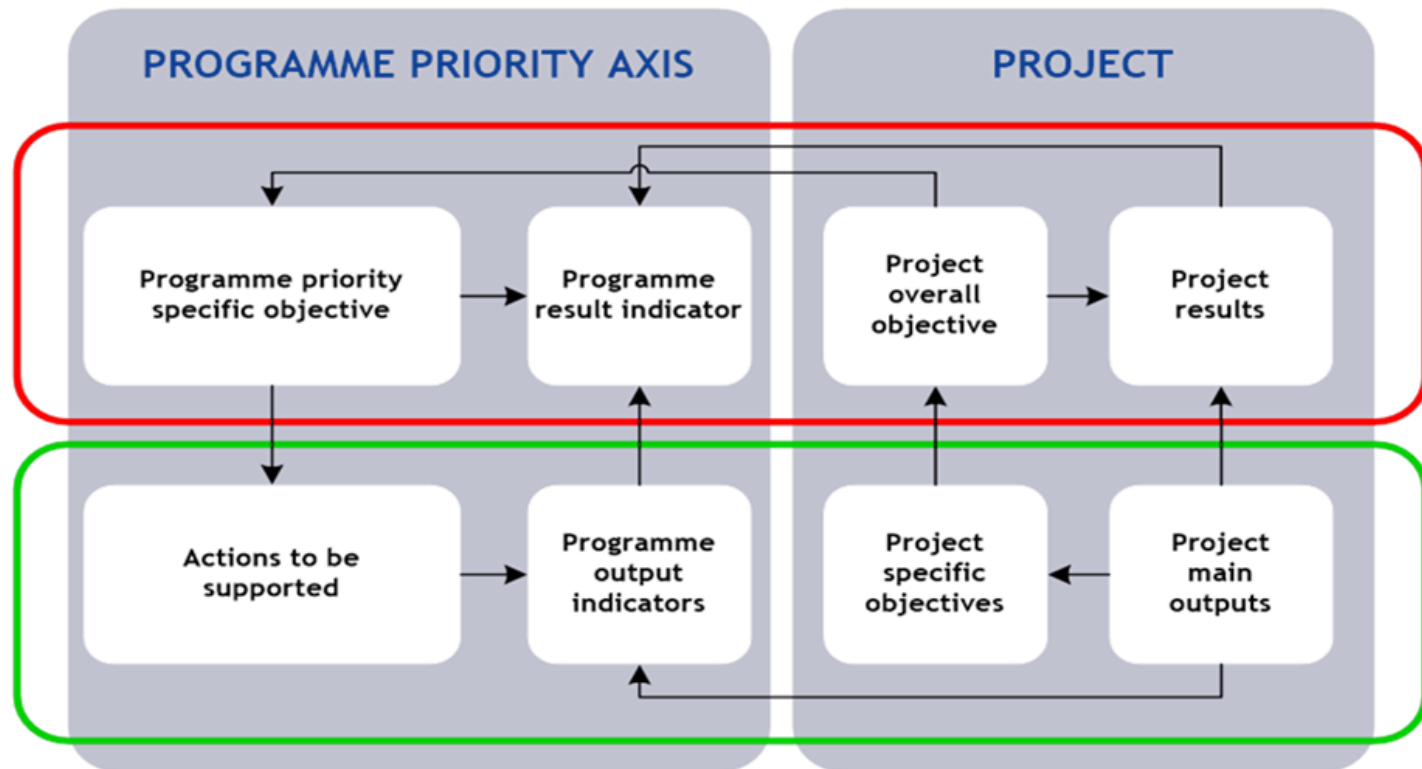 PROGRAMME PRIORITY AXIS
PROJECT
Programme priority
specific objective
Programme
result indicator
Project
overall
objective
Project
results
Actions to be
supported
Programme
output
indicators
Project
specific
objectives
Project
main
outputs